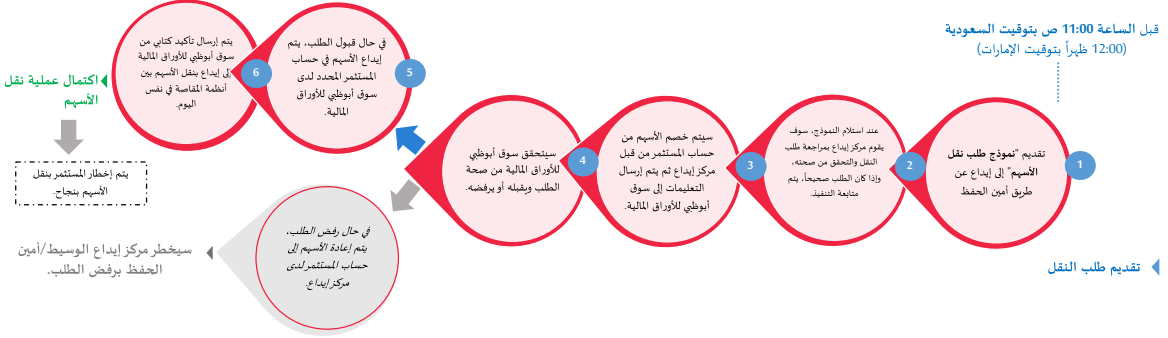 قبل الساعة 11:00 ص بتوقيت السعودية
(12:00 ظهراً بتوقيت الإمارات)
تقديم طلب النقل
1
تقديم "نموذج طلب نقل
الأسهم" إلى إيداع عن
طريق أمين الحفظ
2
عند استلام النموذج، سوف
يقوم مركز إيداع بمراجعة طلب
النقل والتحقق من صحته،
وإذا كان الطلب صحيحاً، يتم
متابعة التنفيذ.
3
سيتم خصم الأسهم من
حساب المستثمر من قبل
مركز إيداع ثم يتم إرسال
التعليمات إلى سوق
أبوظبي للأوراق المالية.
4
سيتحقق سوق أبوظبي
للأوراق المالية من صحة
الطلب ويقبله أو يرفضه.
5
في حال قبول الطلب، يتم
إيداع الأسهم في حساب
المستثمر المحدد لدى
سوق أبوظبي للأوراق
المالية.
6
يتم إرسال تأكيد كتابي من
سوق أبوظبي للأوراق المالية
إلى إيداع بنقل الأسهم بين
أنظمة المقاصة في نفس
اليوم.
اكتمال عملية نقل
الأسهم
يتم إخطار المستثمر بنقل
الأسهم بنجاح.
في حال رفض الطلب،
يتم إعادة الأسهم إلى
حساب المستثمر لدى
مركز إيداع.
سيخطر مركز إيداع الوسيط/أمين
الحفظ برفض الطلب.